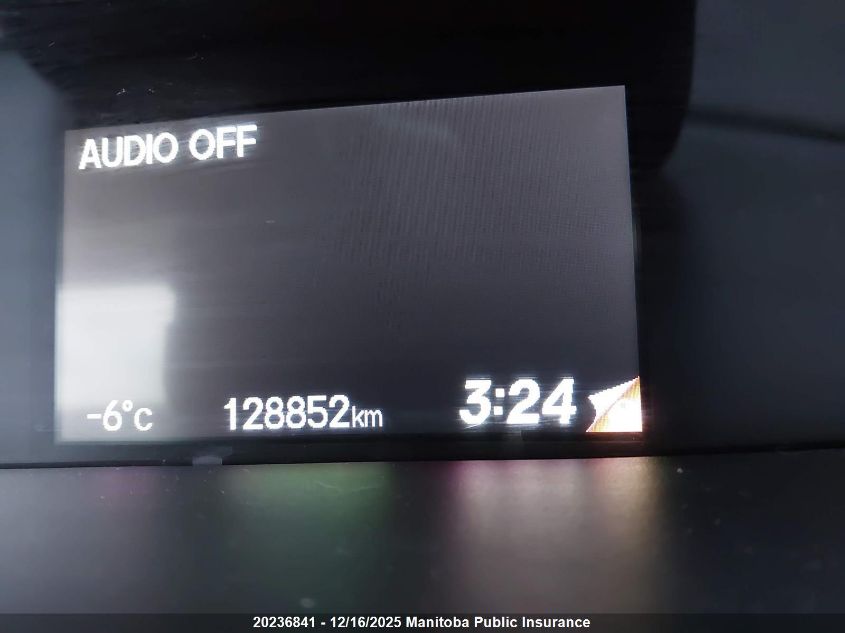 AUDIO OFF
-6°C 128852km 3:24
20236841 - 12/16/2025 Manitoba Public Insurance